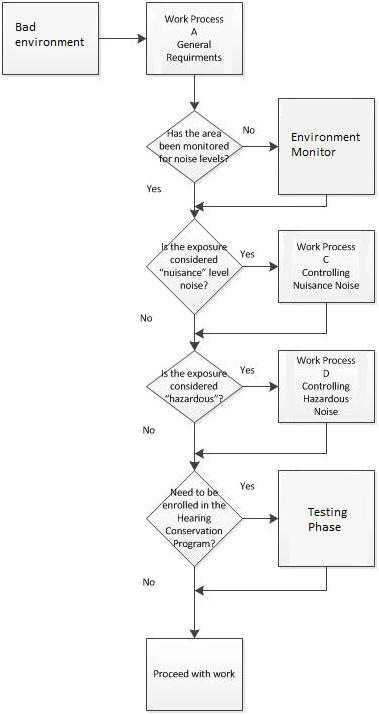 Bad
environment
Work Process
A
General
Requirments
Has the area
been monitored
for noise levels?
No
Environment
Monitor
Yes
Is the exposure
considered
“nuisance” level
noise?
Yes
Work Process
C
Controlling
Nuisance Noise
No
Is the exposure
considered
“hazardous”?
Yes
Work Process
D
Controlling
Hazardous
Noise
No
Need to be
enrolled in the
Hearing
Conservation
Program?
Yes
Testing
Phase
No
Proceed with work